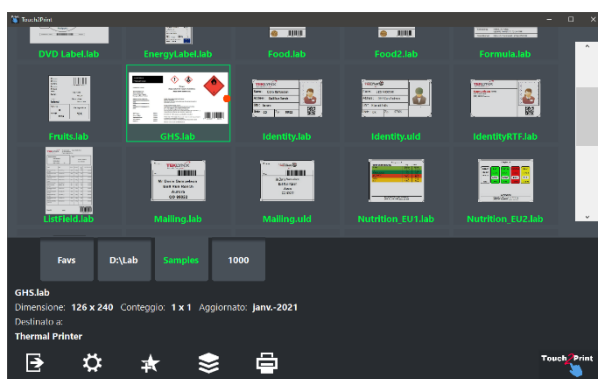 Touch2Print
DVD Label.lab EnergyLabel.lab Food.lab Food2.lab Formula.lab
Fruits.lab GHS.lab Identity.lab Identity.uld IdentityRTF.lab
ListField.lab Mailing.lab Mailing.uld Nutrition_EU1.lab Nutrition_EU2.lab
Favs D:\Lab Samples 1000
GHS.lab
Dimensione: 126 x 240 Conteggio: 1 x 1 Aggiornato: janv.-2021
Destinato a:
Thermal Printer
Touch2Print